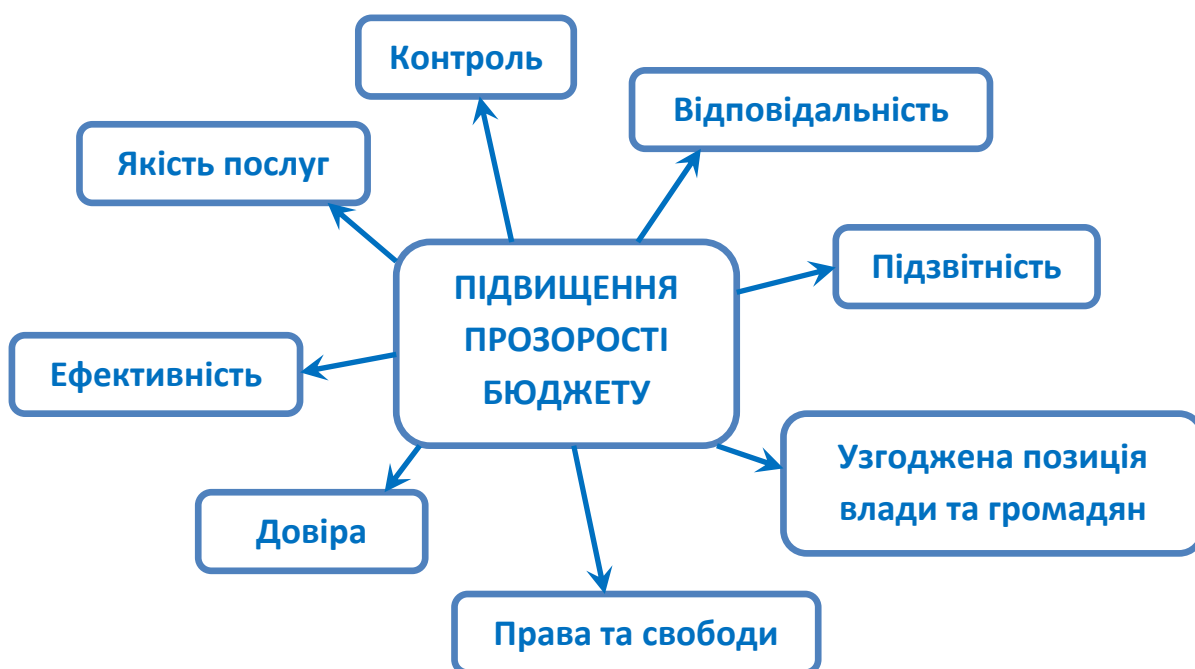 Контроль
Відповідальність
Якість послуг
Підзвітність
ПІДВИЩЕННЯ
ПРОЗОРОСТІ
БЮДЖЕТУ
Ефективність
Узгоджена позиція
влади та громадян
Довіра
Права та свободи